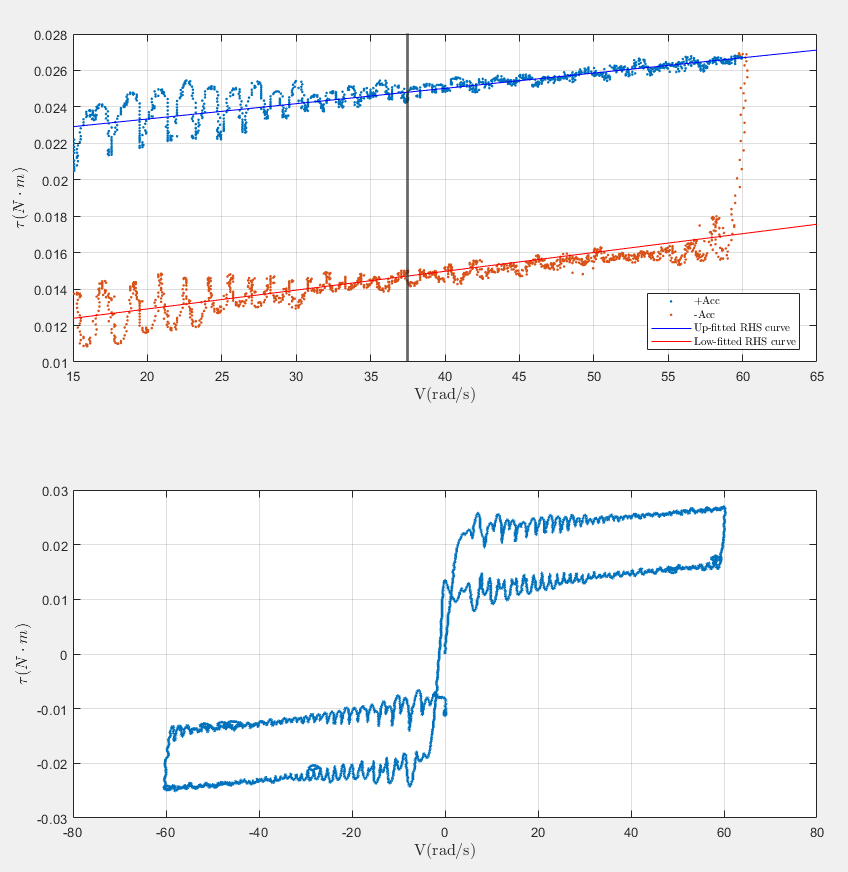 0.028
0.026
0.024
0.022
0.02
0.018
0.016
0.014
0.012
0.01
τ(N · m)
15 20 25 30 35 40 45 50 55 60 65
V(rad/s)
+Acc
-Acc
Up-fitted RHS curve
Low-fitted RHS curve
0.03
0.02
0.01
0
-0.01
-0.02
-0.03
τ(N · m)
-80 -60 -40 -20 0 20 40 60 80
V(rad/s)